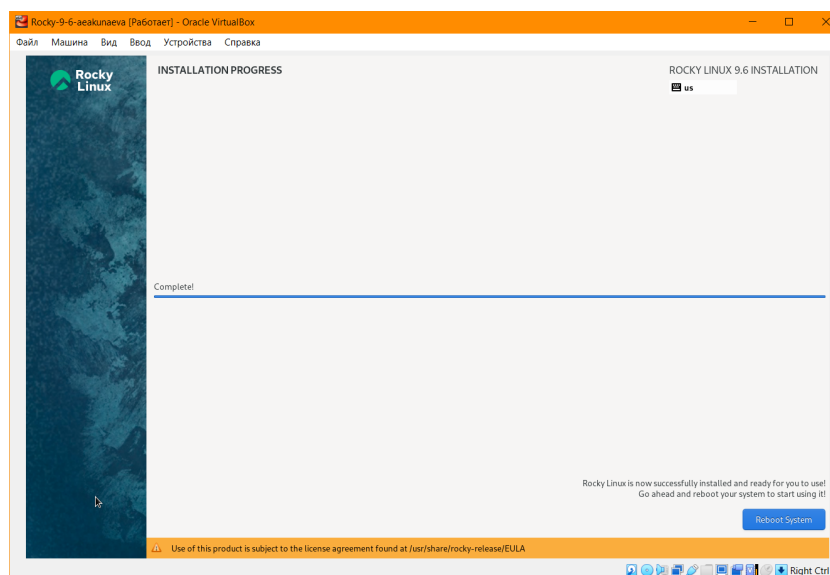 Rocky-9-6-aeakunaeva [Работает] - Oracle VirtualBox
Файл Машина Вид Ввод Устройства Справка
Rocky
Linux
INSTALLATION PROGRESS
ROCKY LINUX 9.6 INSTALLATION
us
Complete!
Rocky Linux is now successfully installed and ready for you to use!
Go ahead and reboot your system to start using it!
Reboot System
Use of this product is subject to the license agreement found at /usr/share/rocky-release/EULA
Right Ctrl